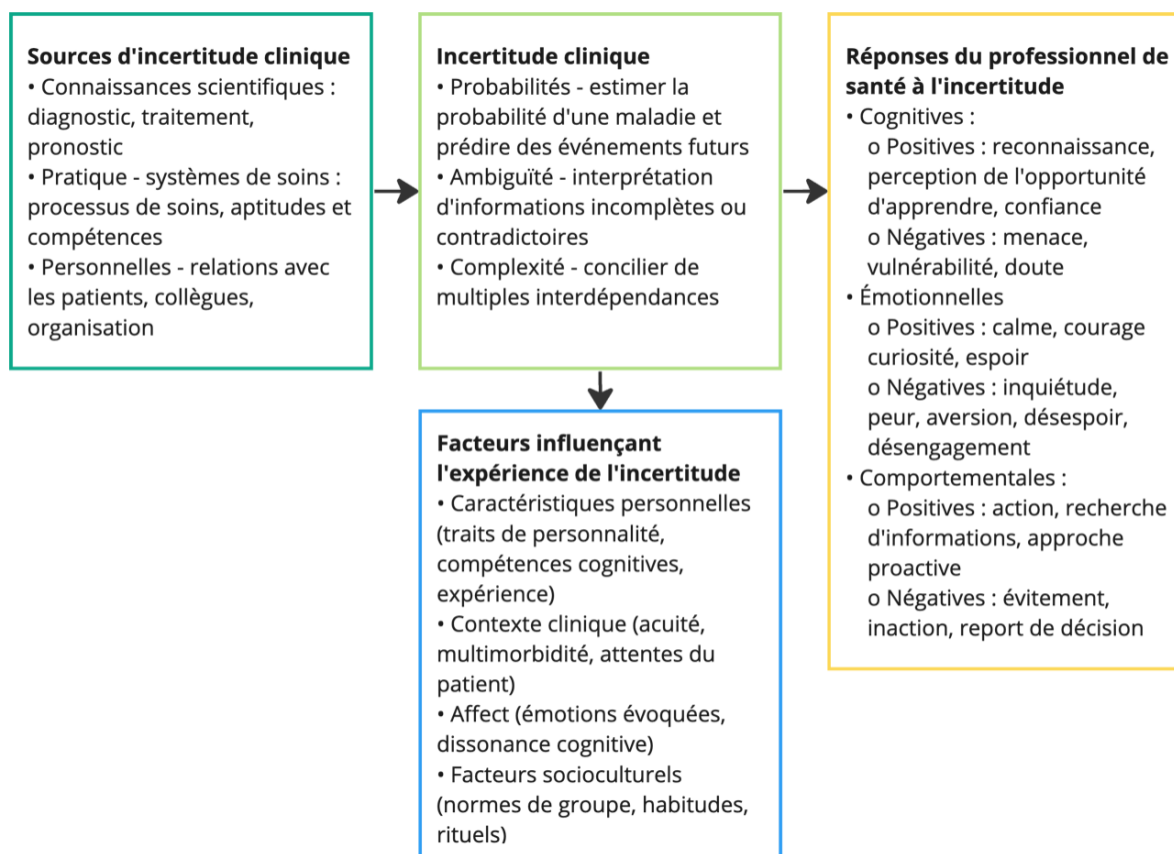 Sources d'incertitude clinique
• Connaissances scientifiques :
diagnostic, traitement,
pronostic
• Pratique - systèmes de soins :
processus de soins, aptitudes et
compétences
• Personnelles - relations avec
les patients, collègues,
organisation
Incertitude clinique
• Probabilités - estimer la
probabilité d'une maladie et
prédire des événements futurs
• Ambiguïté - interprétation
d'informations incomplètes ou
contradictoires
• Complexité - concilier de
multiples interdépendances
Réponses du professionnel de
santé à l'incertitude
• Cognitives :
o Positives : reconnaissance,
perception de l'opportunité
d'apprendre, confiance
o Négatives : menace,
vulnérabilité, doute
• Émotionnelles
o Positives : calme, courage
curiosité, espoir
o Négatives : inquiétude,
peur, aversion, désespoir,
désengagement
• Comportementales :
o Positives : action, recherche
d'informations, approche
proactive
o Négatives : évitement,
inaction, report de décision
Facteurs influençant
l'expérience de l'incertitude
• Caractéristiques personnelles
(traits de personnalité,
compétences cognitives,
expérience)
• Contexte clinique (acuité,
multimorbidité, attentes du
patient)
• Affect (émotions évoquées,
dissonance cognitive)
• Facteurs socioculturels
(normes de groupe, habitudes,
rituels)